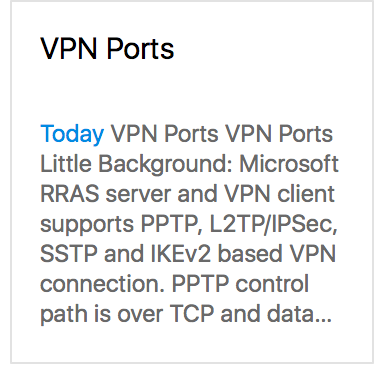 VPN Ports
Today VPN Ports VPN Ports
Little Background: Microsoft
RRAS server and VPN client
supports PPTP, L2TP/IPSec,
SSTP and IKEv2 based VPN
connection. PPTP control
path is over TCP and data...